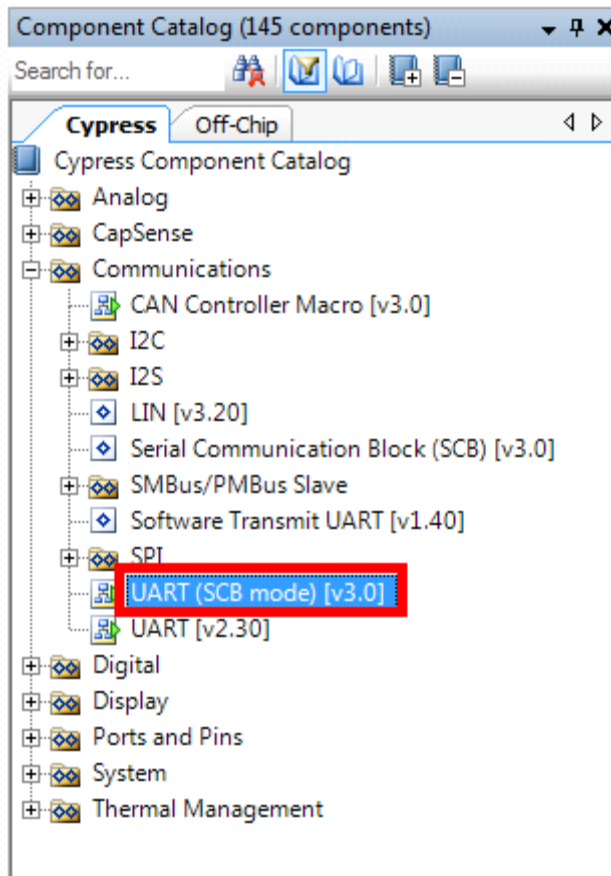 Component Catalog (145 components)
Search for...
Cypress
Off-Chip
Cypress Component Catalog
Analog
CapSense
Communications
CAN Controller Macro [v3.0]
I2C
I2S
LIN [v3.20]
Serial Communication Block (SCB) [v3.0]
SMBus/PMBus Slave
Software Transmit UART [v1.40]
SPI
UART (SCB mode) [v3.0]
UART [v2.30]
Digital
Display
Ports and Pins
System
Thermal Management